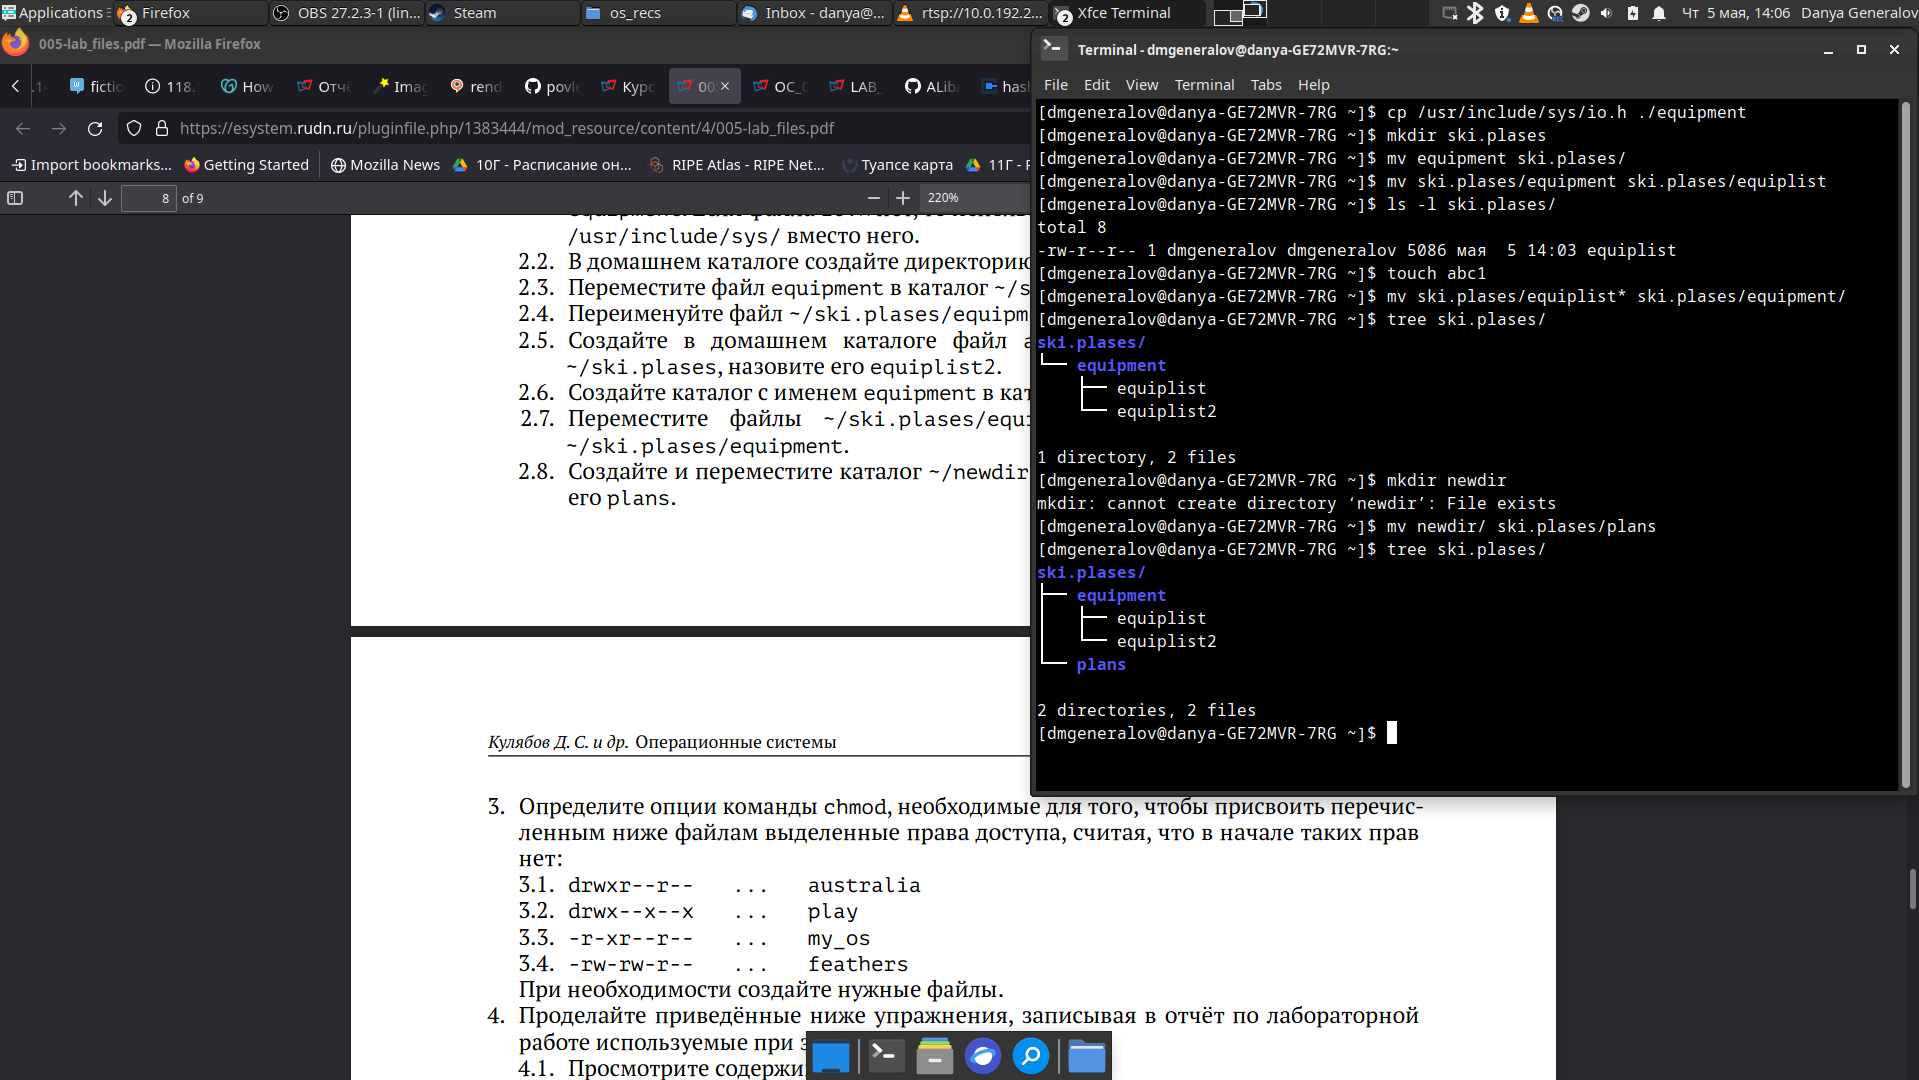 Applications
2
Firefox
OBS 27.2.3-1 (lin...
Steam
os_recs
Inbox - danya@...
rtsp://10.0.192.2...
2
Xfce Terminal
Чт 5 мая, 14:06
Danya Generalov
005-lab_files.pdf — Mozilla Firefox
fictio
118.
How
Отч
Imag
rend
povl
Курс
00
OC_
LAB_
ALib
hash
https://esystem.rudn.ru/pluginfile.php/1383444/mod_resource/content/4/005-lab_files.pdf
Import bookmarks...
Getting Started
Mozilla News
10Г - Расписание он...
RIPE Atlas - RIPE Net...
Туапсе карта
11Г - Р
8
of 9
220%
/usr/include/sys/ вместо него.
2.2. В домашнем каталоге создайте директорию
2.3. Переместите файл equipment в каталог ~/s
2.4. Переименуйте файл ~/ski.plases/equipm
2.5. Создайте в домашнем каталоге файл a
~/ski.plases, назовите его equiplist2.
2.6. Создайте каталог с именем equipment в кат
2.7. Переместите файлы ~/ski.plases/equi
~/ski.plases/equipment.
2.8. Создайте и переместите каталог ~/newdir
его plans.
Кулябов Д. С. и др. Операционные системы
3. Определите опции команды chmod, необходимые для того, чтобы присвоить перечис-
ленным ниже файлам выделенные права доступа, считая, что в начале таких прав
нет:
3.1. drwxr--r-- ... australia
3.2. drwx--x--x ... play
3.3. -r-xr--r-- ... my_os
3.4. -rw-rw-r-- ... feathers
При необходимости создайте нужные файлы.
4. Проделайте приведённые ниже упражнения, записывая в отчёт по лабораторной
работе используемые при э
4.1. Просмотрите содержи
Terminal - dmgeneralov@danya-GE72MVR-7RG:~
File Edit View Terminal Tabs Help
[dmgeneralov@danya-GE72MVR-7RG ~]$ cp /usr/include/sys/io.h ./equipment
[dmgeneralov@danya-GE72MVR-7RG ~]$ mkdir ski.plases
[dmgeneralov@danya-GE72MVR-7RG ~]$ mv equipment ski.plases/
[dmgeneralov@danya-GE72MVR-7RG ~]$ mv ski.plases/equipment ski.plases/equiplist
[dmgeneralov@danya-GE72MVR-7RG ~]$ ls -l ski.plases/
total 8
-rw-r--r-- 1 dmgeneralov dmgeneralov 5086 мая  5 14:03 equiplist
[dmgeneralov@danya-GE72MVR-7RG ~]$ touch abc1
[dmgeneralov@danya-GE72MVR-7RG ~]$ mv ski.plases/equiplist* ski.plases/equipment/
[dmgeneralov@danya-GE72MVR-7RG ~]$ tree ski.plases/
ski.plases/
└── equipment
    ├── equiplist
    └── equiplist2
1 directory, 2 files
[dmgeneralov@danya-GE72MVR-7RG ~]$ mkdir newdir
mkdir: cannot create directory ‘newdir’: File exists
[dmgeneralov@danya-GE72MVR-7RG ~]$ mv newdir/ ski.plases/plans
[dmgeneralov@danya-GE72MVR-7RG ~]$ tree ski.plases/
ski.plases/
├── equipment
│   ├── equiplist
│   └── equiplist2
└── plans
2 directories, 2 files
[dmgeneralov@danya-GE72MVR-7RG ~]$